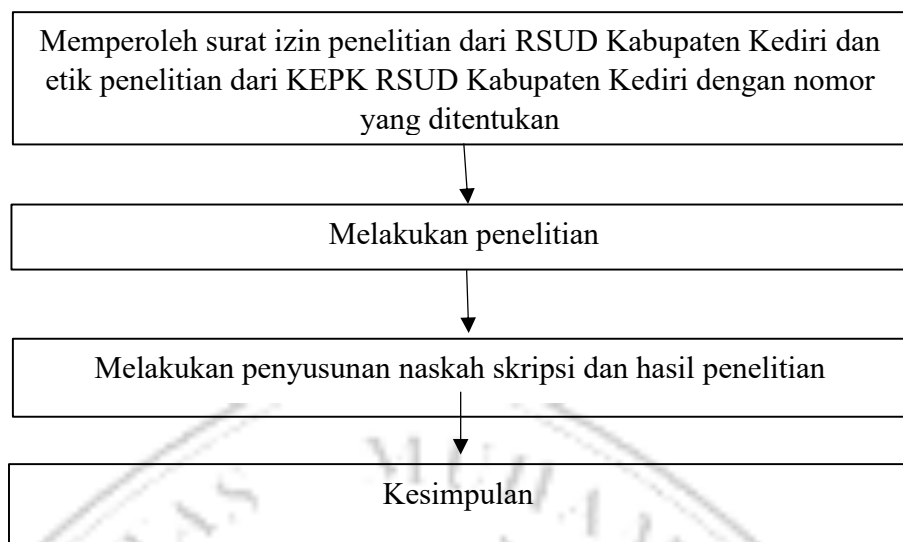 Memperoleh surat izin penelitian dari RSUD Kabupaten Kediri dan
etik penelitian dari KEPK RSUD Kabupaten Kediri dengan nomor
yang ditentukan
Melakukan penelitian
Melakukan penyusunan naskah skripsi dan hasil penelitian
Kesimpulan